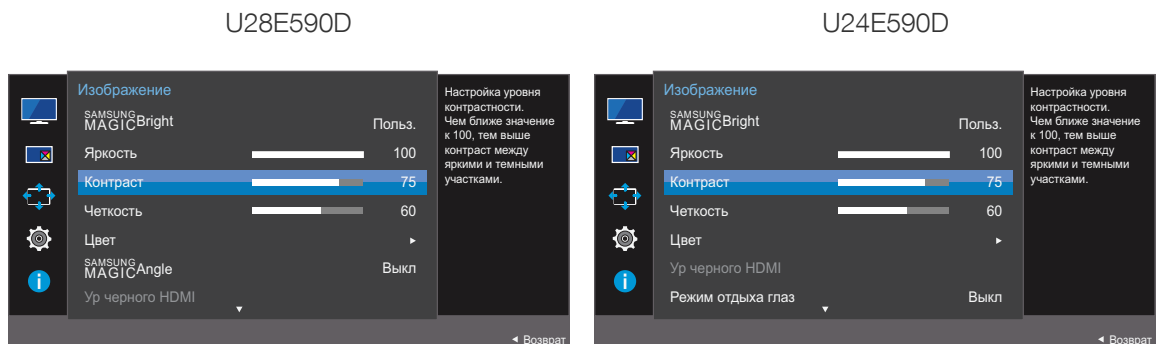 U28E590D
Изображение
SAMSUNG
MAGICBright Польз.
Яркость 100
Контраст 75
Четкость 60
Цвет
SAMSUNG
MAGICAngle Выкл
Ур черного HDMI
Настройка уровня
контрастности.
Чем ближе значение
к 100, тем выше
контраст между
яркими и темными
участками.
Возврат
U24E590D
Изображение
SAMSUNG
MAGICBright Польз.
Яркость 100
Контраст 75
Четкость 60
Цвет
Ур черного HDMI
Режим отдыха глаз Выкл
Настройка уровня
контрастности.
Чем ближе значение
к 100, тем выше
контраст между
яркими и темными
участками.
Возврат